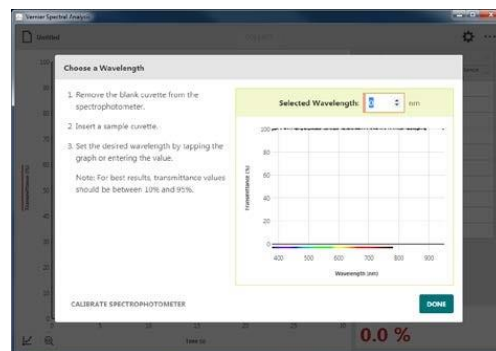 Vernier Spectral Analysis
Untitled
Choose a Wavelength
1. Remove the blank cuvette from the
spectrophotometer.
2. Insert a sample cuvette.
3. Set the desired wavelength by tapping the
graph or entering the value.
Note: For best results, transmittance values
should be between 10% and 95%.
CALIBRATE SPECTROPHOTOMETER
Selected Wavelength: 0 nm
Transmittance (%)
100
80
60
40
20
0
400 500 600 700 800 900
Wavelength (nm)
DONE
0.0 %